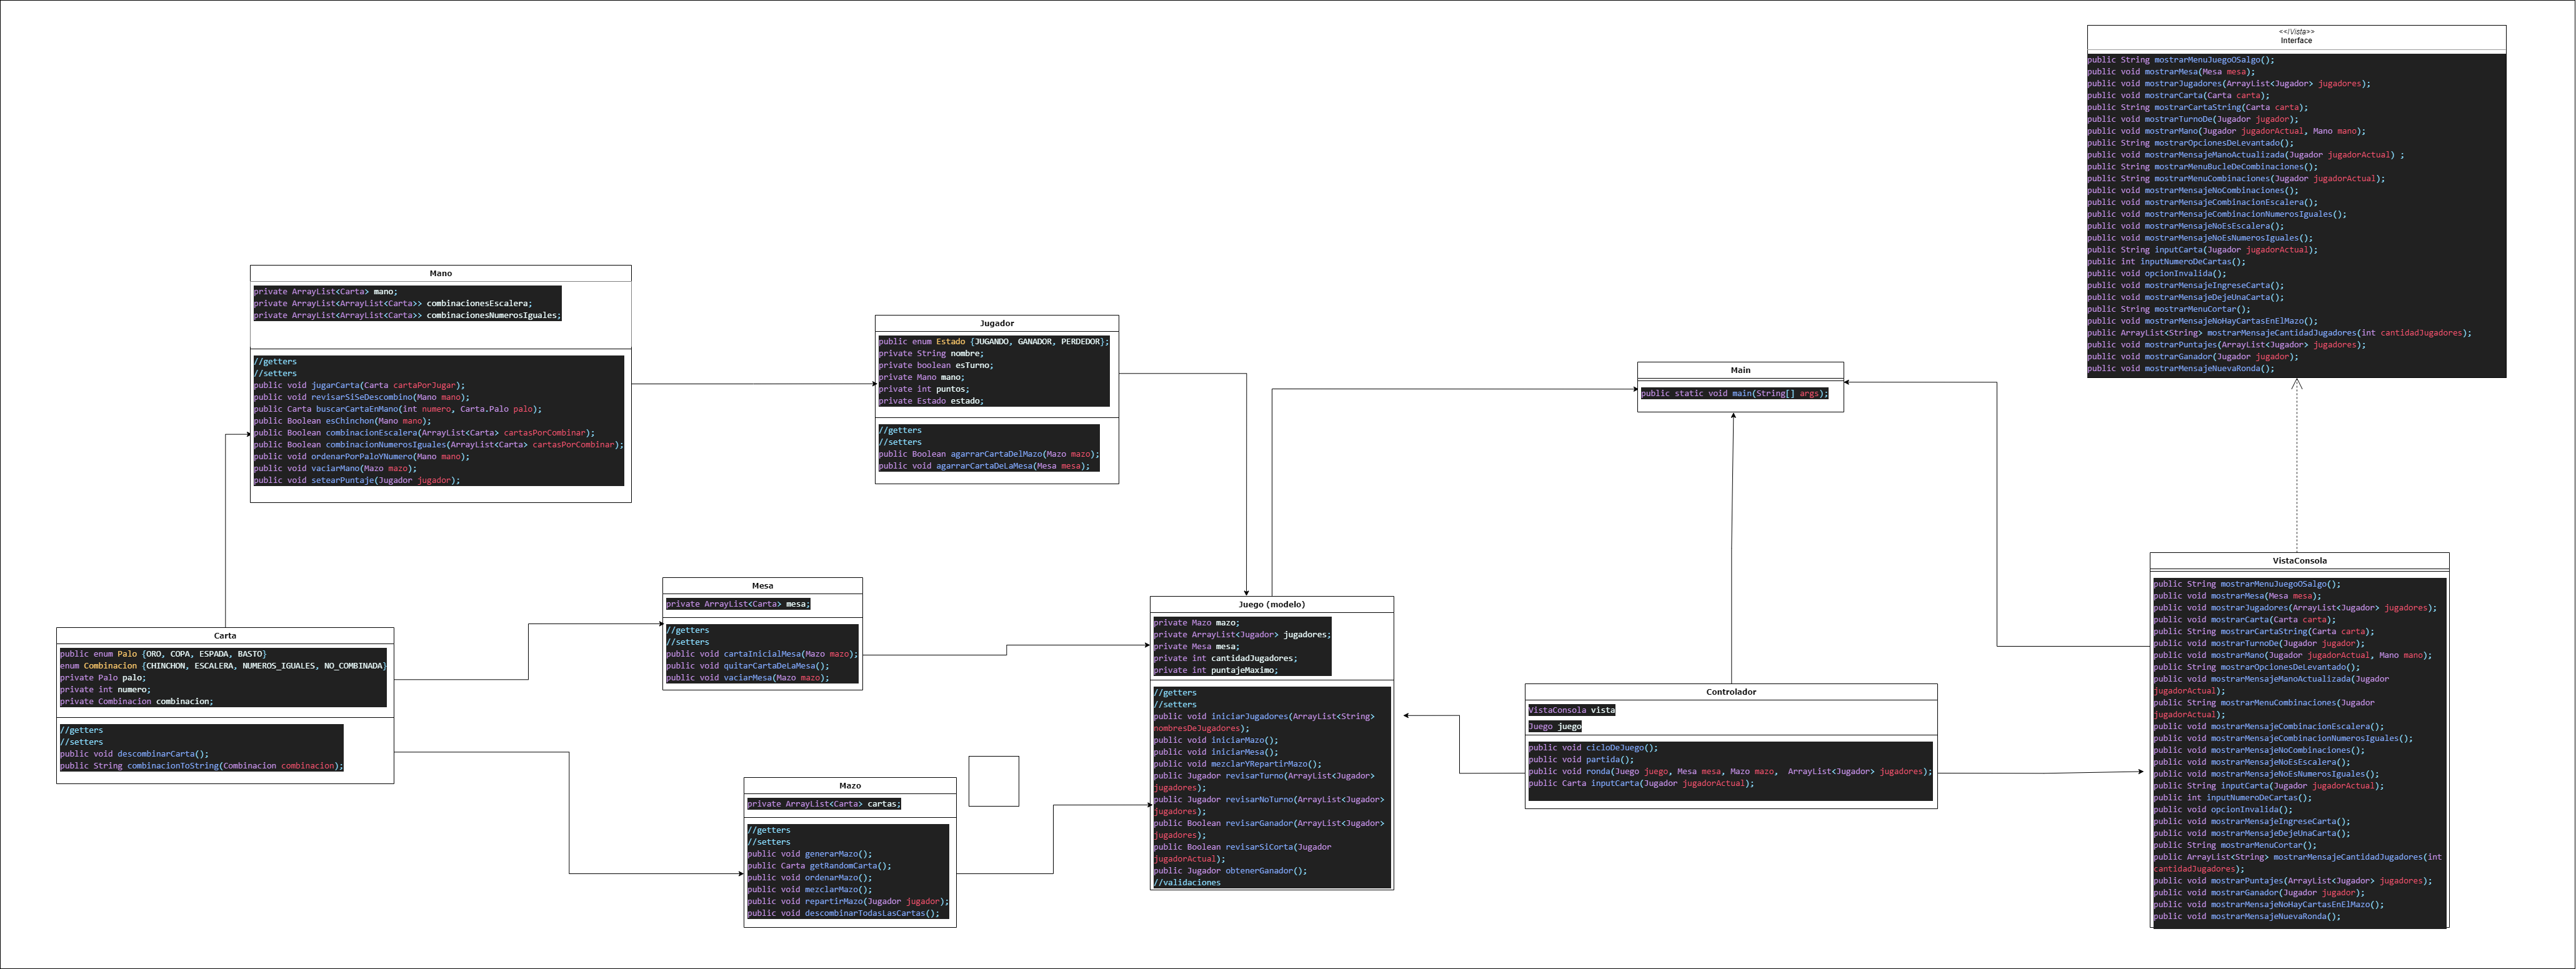 <<IVista>>
Interface
public String mostrarMenuJuegoOSalgo();
public void mostrarMesa(Mesa mesa);
public void mostrarJugadores(ArrayList<Jugador> jugadores);
public void mostrarCarta(Carta carta);
public String mostrarCartaString(Carta carta);
public void mostrarTurnoDe(Jugador jugador);
public void mostrarMano(Jugador jugadorActual, Mano mano);
public String mostrarOpcionesDeLevantado();
public void mostrarMensajeManoActualizada(Jugador jugadorActual) ;
public String mostrarMenuBucleDeCombinaciones();
public String mostrarMenuCombinaciones(Jugador jugadorActual);
public void mostrarMensajeNoCombinaciones();
public void mostrarMensajeCombinacionEscalera();
public void mostrarMensajeCombinacionNumerosIguales();
public void mostrarMensajeNoEsEscalera();
public void mostrarMensajeNoEsNumerosIguales();
public String inputCarta(Jugador jugadorActual);
public int inputNumeroDeCartas();
public void opcionInvalida();
public void mostrarMensajeIngreseCarta();
public void mostrarMensajeDejeUnaCarta();
public String mostrarMenuCortar();
public void mostrarMensajeNoHayCartasEnElMazo();
public ArrayList<String> mostrarMensajeCantidadJugadores(int cantidadJugadores);
public void mostrarPuntajes(ArrayList<Jugador> jugadores);
public void mostrarGanador(Jugador jugador);
public void mostrarMensajeNuevaRonda();
Mano
private ArrayList<Carta> mano;
private ArrayList<ArrayList<Carta>> combinacionesEscalera;
private ArrayList<ArrayList<Carta>> combinacionesNumerosIguales;
//getters
//setters
public void jugarCarta(Carta cartaPorJugar);
public void revisarSiSeDescombino(Mano mano);
public Carta buscarCartaEnMano(int numero, Carta.Palo palo);
public Boolean esChinchon(Mano mano);
public Boolean combinacionEscalera(ArrayList<Carta> cartasPorCombinar);
public Boolean combinacionNumerosIguales(ArrayList<Carta> cartasPorCombinar);
public void ordenarPorPaloYNumero(Mano mano);
public void vaciarMano(Mazo mazo);
public void setearPuntaje(Jugador jugador);
Jugador
public enum Estado {JUGANDO, GANADOR, PERDEDOR};
private String nombre;
private boolean esTurno;
private Mano mano;
private int puntos;
private Estado estado;
//getters
//setters
public Boolean agarrarCartaDelMazo(Mazo mazo);
public void agarrarCartaDeLaMesa(Mesa mesa);
Main
public static void main(String[] args);
Carta
public enum Palo {ORO, COPA, ESPADA, BASTO}
enum Combinacion {CHINCHON, ESCALERA, NUMEROS_IGUALES, NO_COMBINADA}
private Palo palo;
private int numero;
private Combinacion combinacion;
//getters
//setters
public void descombinarCarta();
public String combinacionToString(Combinacion combinacion);
Mesa
private ArrayList<Carta> mesa;
//getters
//setters
public void cartaInicialMesa(Mazo mazo);
public void quitarCartaDeLaMesa();
public void vaciarMesa(Mazo mazo);
Mazo
private ArrayList<Carta> cartas;
//getters
//setters
public void generarMazo();
public Carta getRandomCarta();
public void ordenarMazo();
public void mezclarMazo();
public void repartirMazo(Jugador jugador);
public void descombinarTodasLasCartas();
Juego (modelo)
private Mazo mazo;
private ArrayList<Jugador> jugadores;
private Mesa mesa;
private int cantidadJugadores;
private int puntajeMaximo;
//getters
//setters
public void iniciarJugadores(ArrayList<String>
nombresDeJugadores);
public void iniciarMazo();
public void iniciarMesa();
public void mezclarYRepartirMazo();
public Jugador revisarTurno(ArrayList<Jugador>
jugadores);
public Jugador revisarNoTurno(ArrayList<Jugador>
jugadores);
public Boolean revisarGanador(ArrayList<Jugador>
jugadores);
public Boolean revisarSiCorta(Jugador
jugadorActual);
public Jugador obtenerGanador();
//validaciones
Controlador
VistaConsola vista
Juego juego
public void cicloDeJuego();
public void partida();
public void ronda(Juego juego, Mesa mesa, Mazo mazo,  ArrayList<Jugador> jugadores);
public Carta inputCarta(Jugador jugadorActual);
VistaConsola
public String mostrarMenuJuegoOSalgo();
public void mostrarMesa(Mesa mesa);
public void mostrarJugadores(ArrayList<Jugador> jugadores);
public void mostrarCarta(Carta carta);
public String mostrarCartaString(Carta carta);
public void mostrarTurnoDe(Jugador jugador);
public void mostrarMano(Jugador jugadorActual, Mano mano);
public String mostrarOpcionesDeLevantado();
public void mostrarMensajeManoActualizada(Jugador
jugadorActual);
public String mostrarMenuCombinaciones(Jugador
jugadorActual);
public void mostrarMensajeCombinacionEscalera();
public void mostrarMensajeCombinacionNumerosIguales();
public void mostrarMensajeNoCombinaciones();
public void mostrarMensajeNoEsEscalera();
public void mostrarMensajeNoEsNumerosIguales();
public String inputCarta(Jugador jugadorActual);
public int inputNumeroDeCartas();
public void opcionInvalida();
public void mostrarMensajeIngreseCarta();
public void mostrarMensajeDejeUnaCarta();
public String mostrarMenuCortar();
public ArrayList<String> mostrarMensajeCantidadJugadores(int
cantidadJugadores);
public void mostrarPuntajes(ArrayList<Jugador> jugadores);
public void mostrarGanador(Jugador jugador);
public void mostrarMensajeNoHayCartasEnElMazo();
public void mostrarMensajeNuevaRonda();